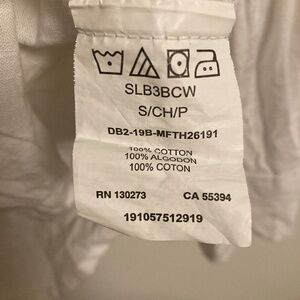 SLB3BCW
S/CH/P
DB2-19B-MFTH26191
100% COTTON
100% ALGODON
100% COTON
RN 130273 CA 55394
191057512919